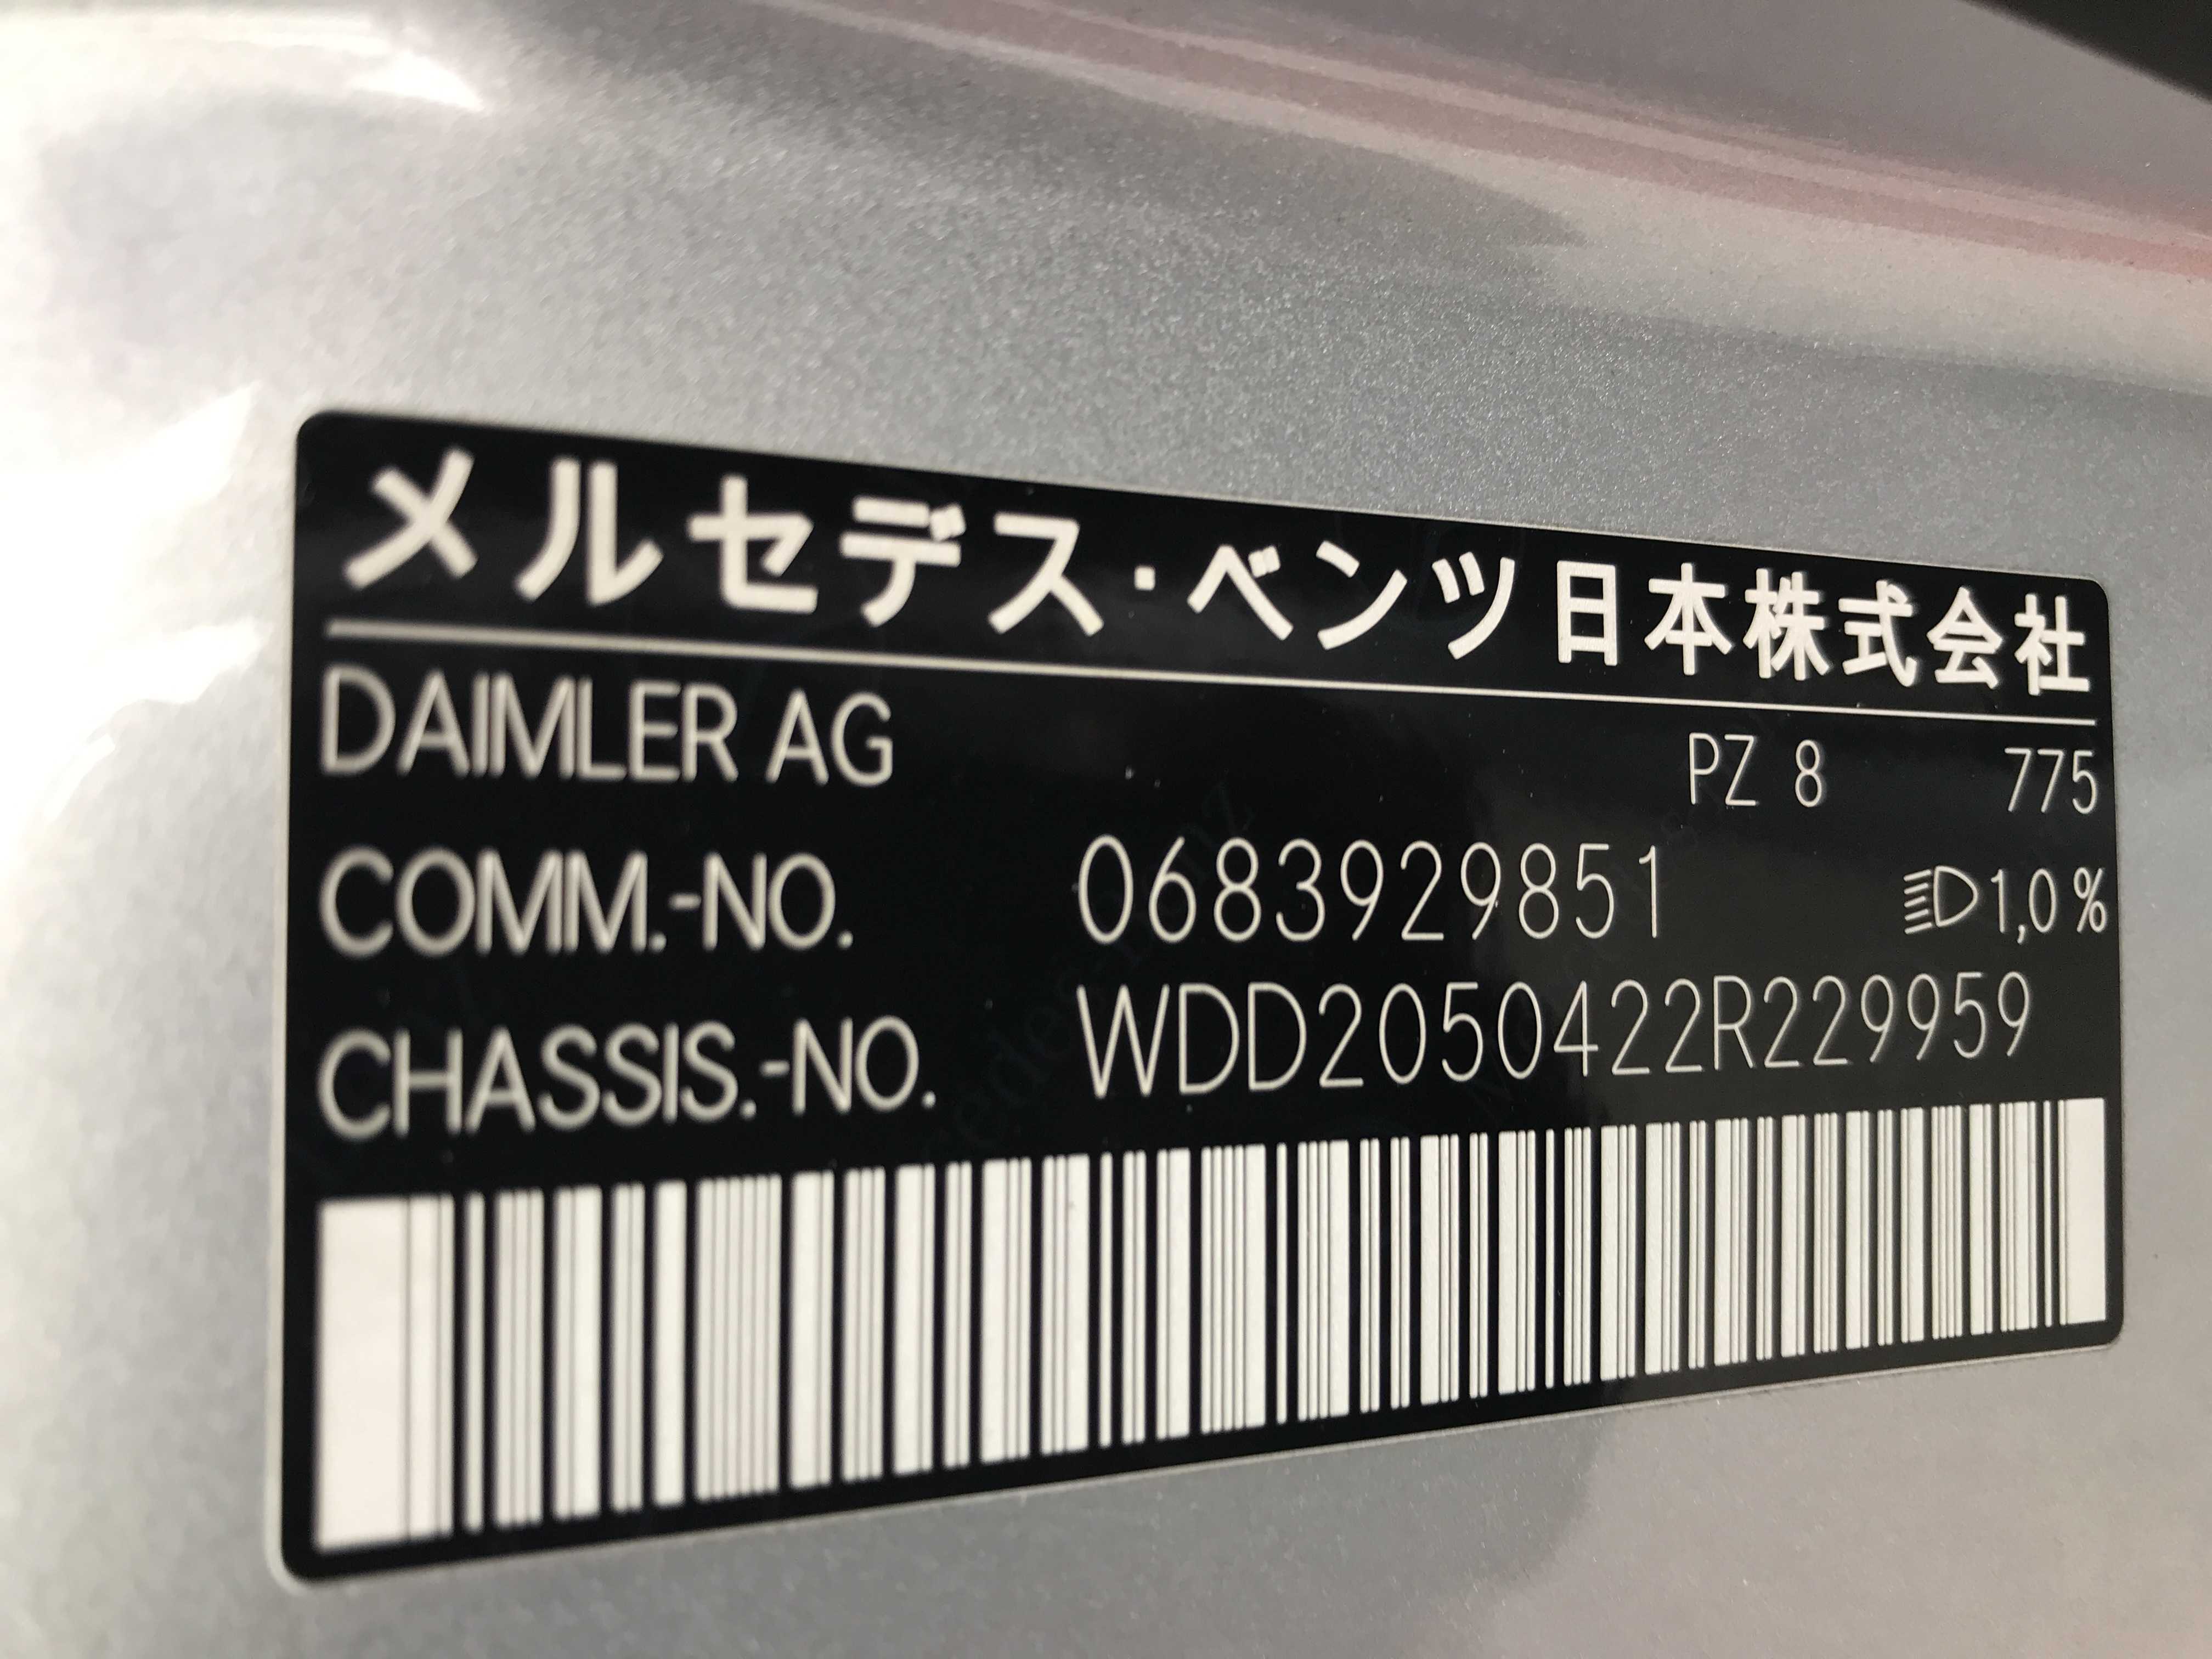 メルセデス・ベンツ日本株式会社
DAIMLER AG PZ 8 775
COMM.-NO. 0683929851 1,0 %
CHASSIS.-NO. WDD2050422R229959